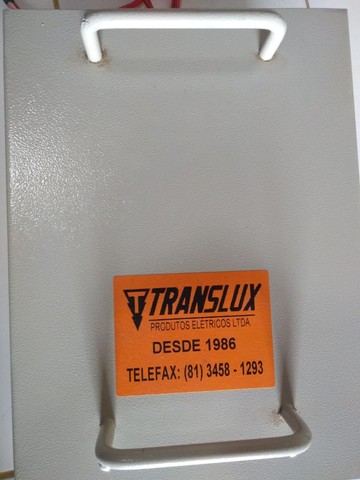 TRANSLUX
PRODUTOS ELÉTRICOS LTDA
DESDE 1986
TELEFAX: (81) 3458 - 1293